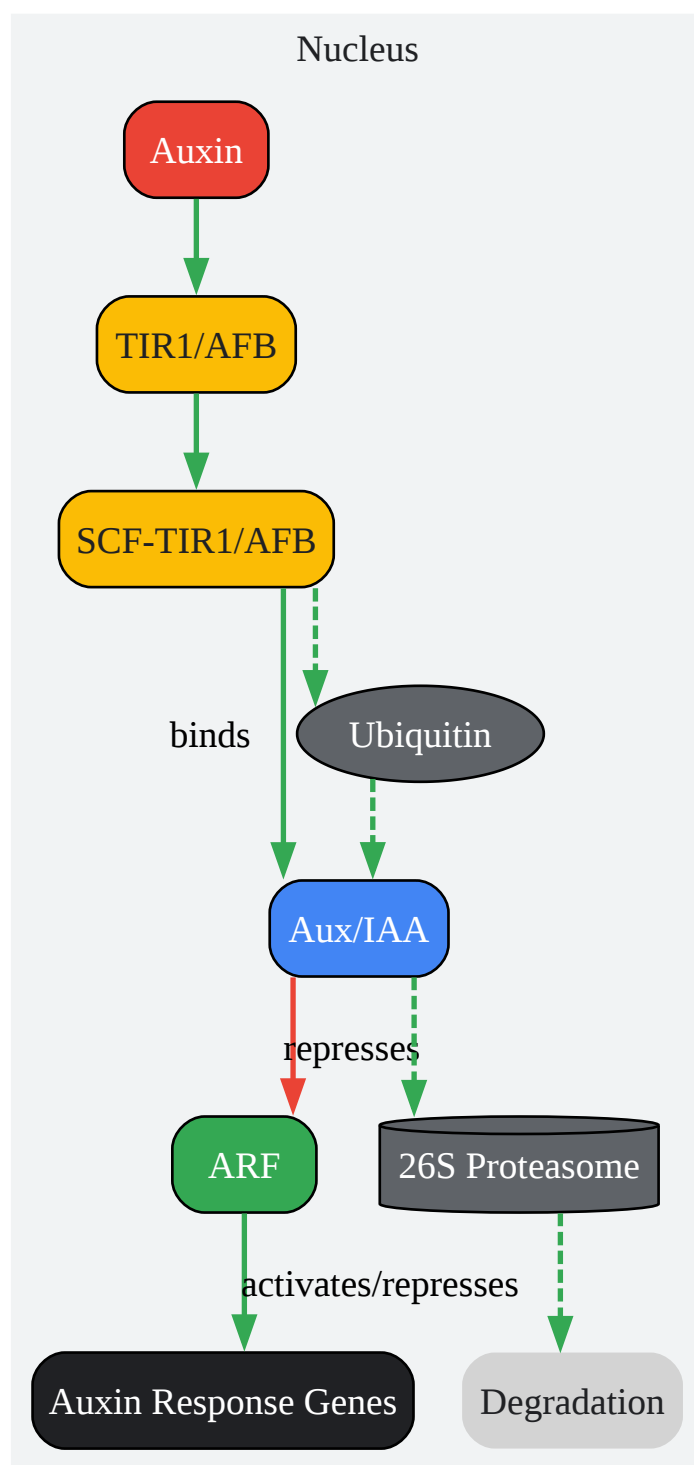 Nucleus
Auxin
TIR1/AFB
SCF-TIR1/AFB
binds
Ubiquitin
Aux/IAA
represses
ARF
26S Proteasome
activates/represses
Auxin Response Genes
Degradation